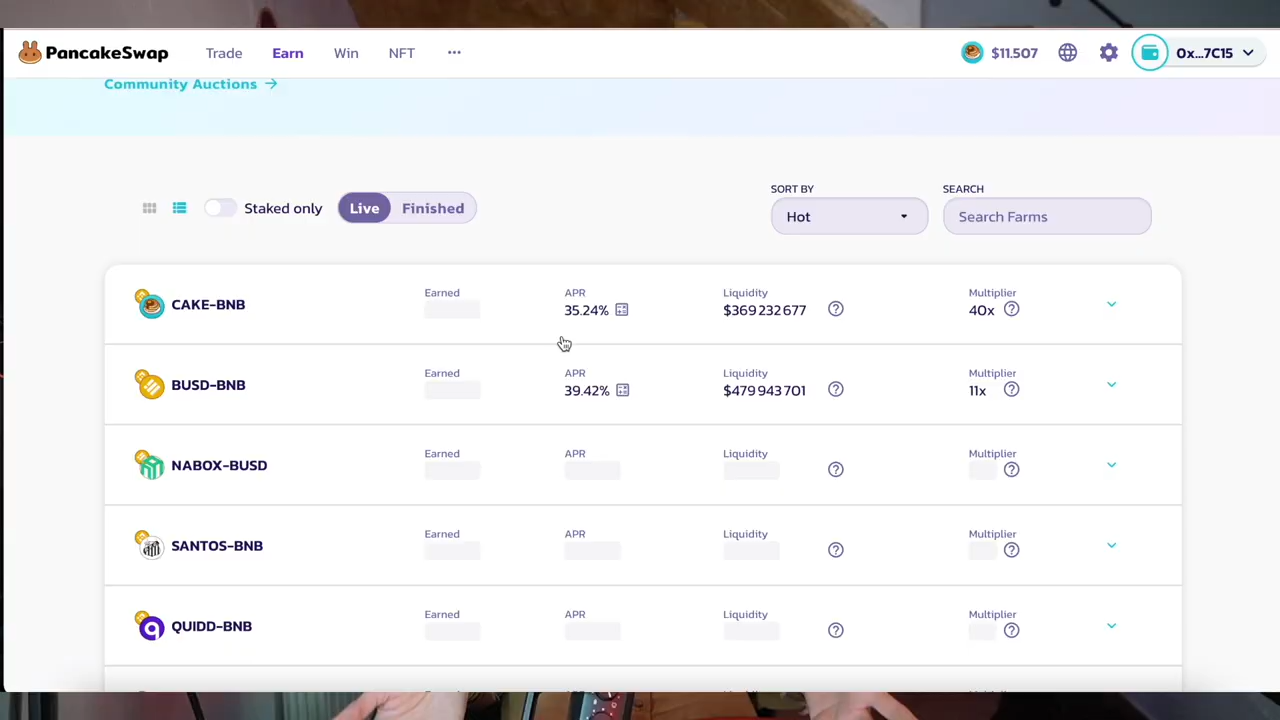 PancakeSwap Trade Earn Win NFT ... $11.507 0x...7C15
Community Auctions →
Staked only Live Finished
SORT BY
Hot
SEARCH
Search Farms
CAKE-BNB
Earned
APR
35.24%
Liquidity
$369 232 677
Multiplier
40x
BUSD-BNB
Earned
APR
39.42%
Liquidity
$479 943 701
Multiplier
11x
NABOX-BUSD
Earned
APR
Liquidity
Multiplier
SANTOS-BNB
Earned
APR
Liquidity
Multiplier
QUIDD-BNB
Earned
APR
Liquidity
Multiplier